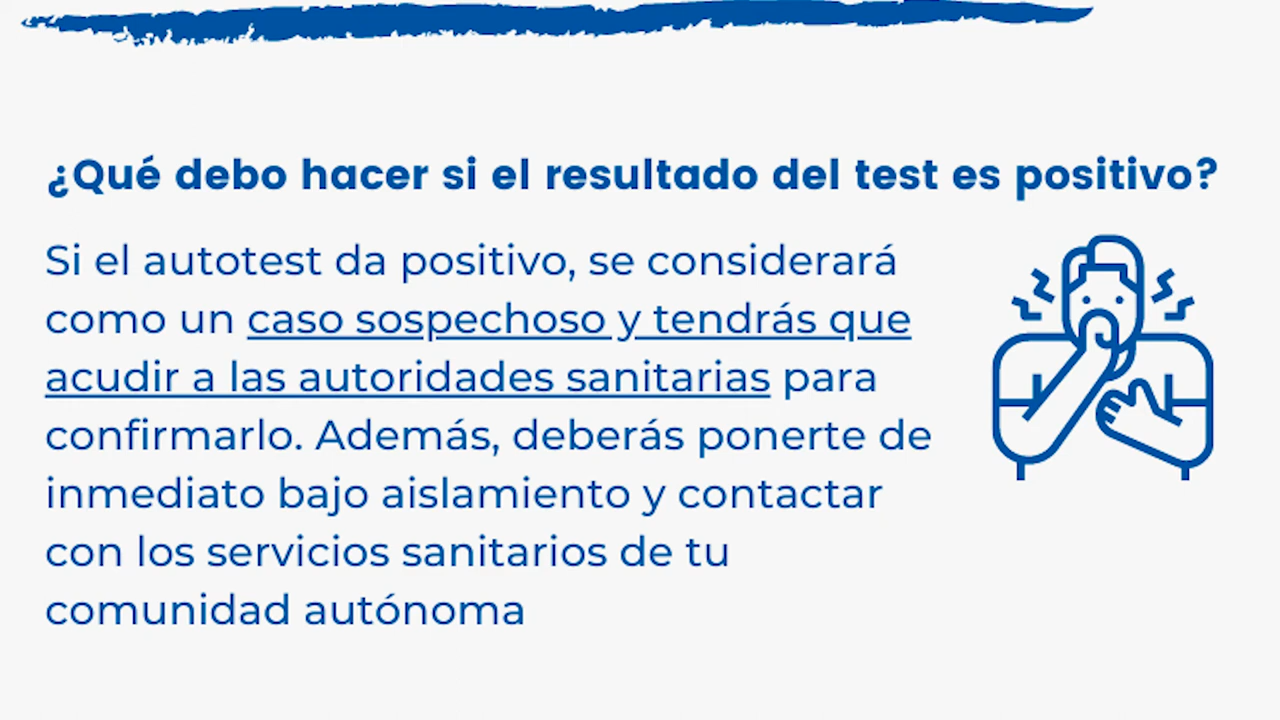 ¿Qué debo hacer si el resultado del test es positivo?
Si el autotest da positivo, se considerará
como un caso sospechoso y tendrás que
acudir a las autoridades sanitarias para
confirmarlo. Además, deberás ponerte de
inmediato bajo aislamiento y contactar
con los servicios sanitarios de tu
comunidad autónoma